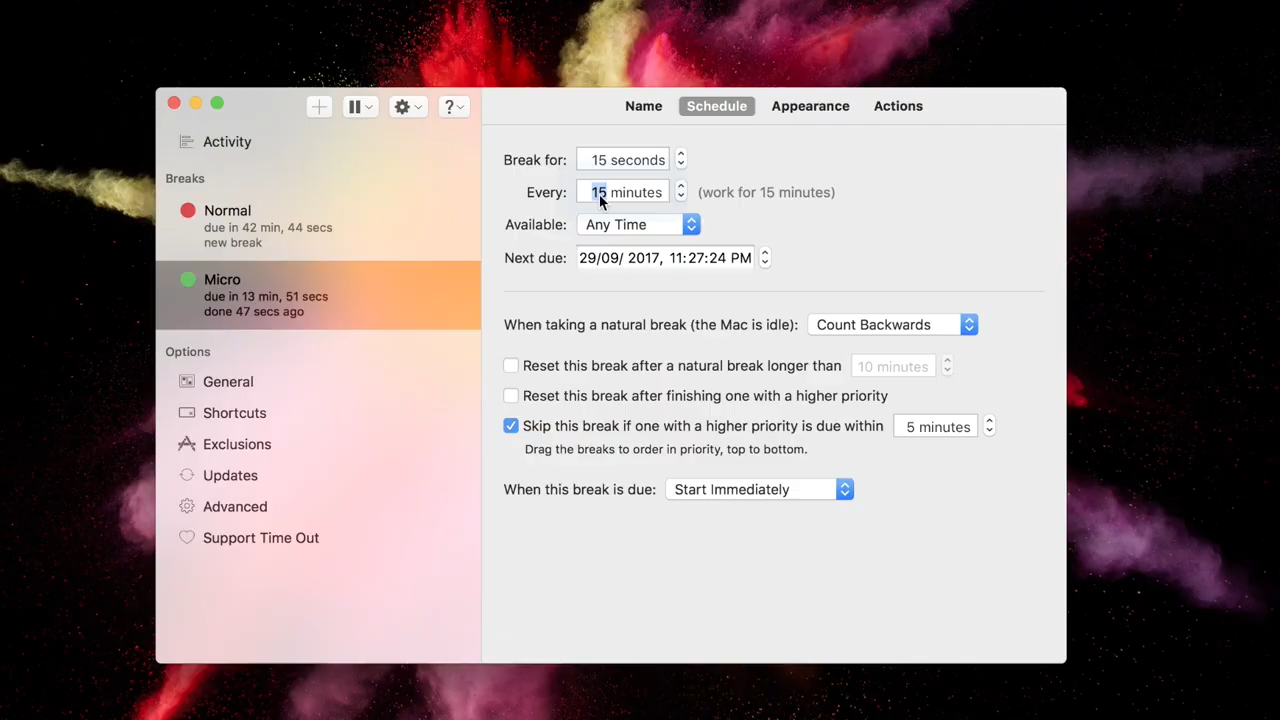 ?
Name Schedule Appearance Actions
Activity
Breaks
Normal
due in 42 min, 44 secs
new break
Micro
due in 13 min, 51 secs
done 47 secs ago
Options
General
Shortcuts
Exclusions
Updates
Advanced
Support Time Out
Break for: 15 seconds
Every: 15 minutes (work for 15 minutes)
Available: Any Time
Next due: 29/09/ 2017, 11:27:24 PM
When taking a natural break (the Mac is idle): Count Backwards
Reset this break after a natural break longer than 10 minutes
Reset this break after finishing one with a higher priority
Skip this break if one with a higher priority is due within 5 minutes
Drag the breaks to order in priority, top to bottom.
When this break is due: Start Immediately